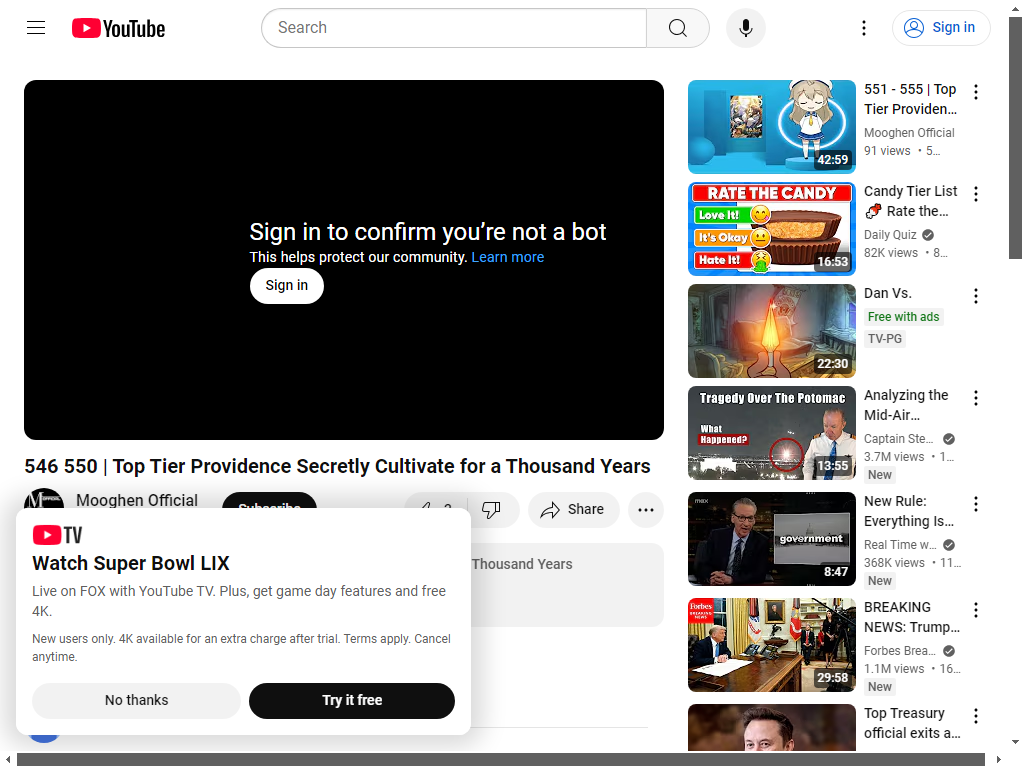 YouTube
Search
Sign in
Sign in to confirm you're not a bot
This helps protect our community. Learn more
Sign in
546 550 | Top Tier Providence Secretly Cultivate for a Thousand Years
Mooghen Official
Subscribe
Share
Thousand Years
TV
Watch Super Bowl LIX
Live on FOX with YouTube TV. Plus, get game day features and free
4K.
New users only. 4K available for an extra charge after trial. Terms apply. Cancel
anytime.
No thanks
Try it free
42:59
551 - 555 | Top
Tier Providen...
Mooghen Official
91 views • 5...
RATE THE CANDY
Love It!
It's Okay
Hate It!
16:53
Candy Tier List
Rate the...
Daily Quiz
82K views • 8...
22:30
Dan Vs.
Free with ads
TV-PG
Tragedy Over The Potomac
What
Happened?
13:55
Analyzing the
Mid-Air...
Captain Ste...
3.7M views • 1...
New
max
government
8:47
New Rule:
Everything Is...
Real Time w...
368K views • 11...
New
Forbes
BREAKING
NEWS
29:58
BREAKING
NEWS: Trump...
Forbes Brea...
1.1M views • 16...
New
Top Treasury
official exits a...